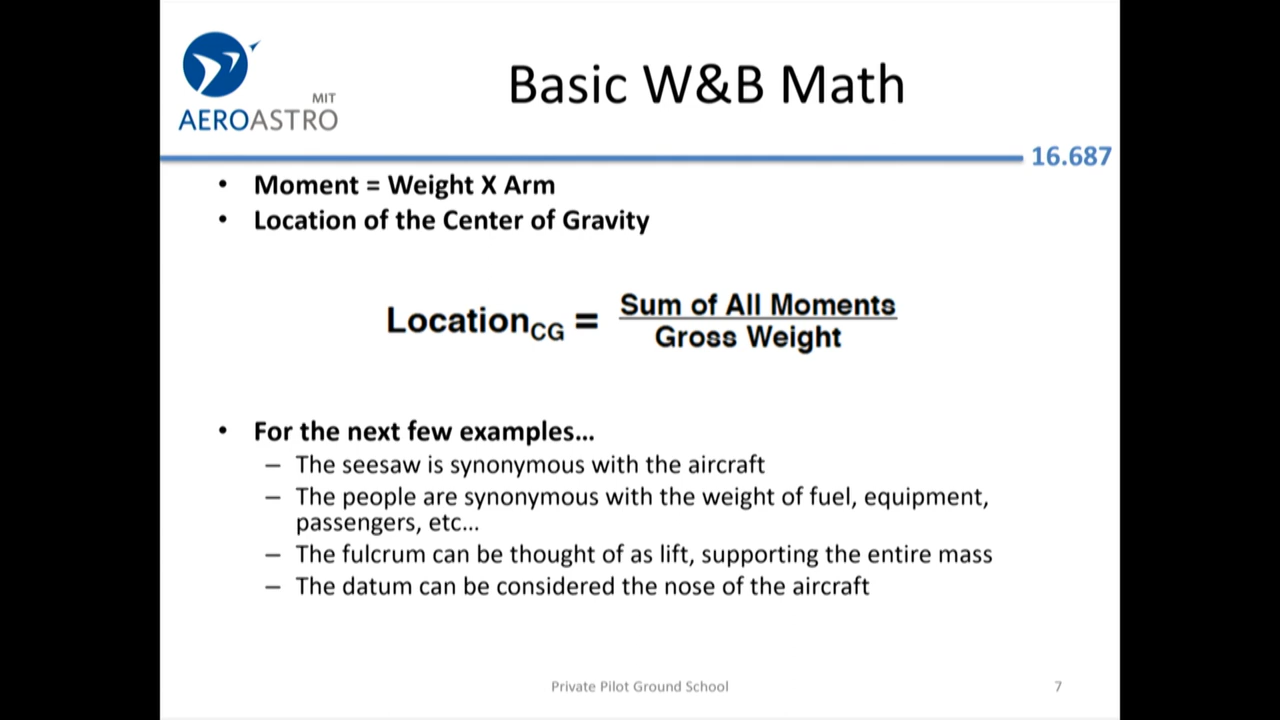 MIT
AEROASTRO
Basic W&B Math
16.687
• Moment = Weight X Arm
• Location of the Center of Gravity
LocationCG = Sum of All Moments
Gross Weight
• For the next few examples...
– The seesaw is synonymous with the aircraft
– The people are synonymous with the weight of fuel, equipment,
passengers, etc...
– The fulcrum can be thought of as lift, supporting the entire mass
– The datum can be considered the nose of the aircraft
Private Pilot Ground School
7